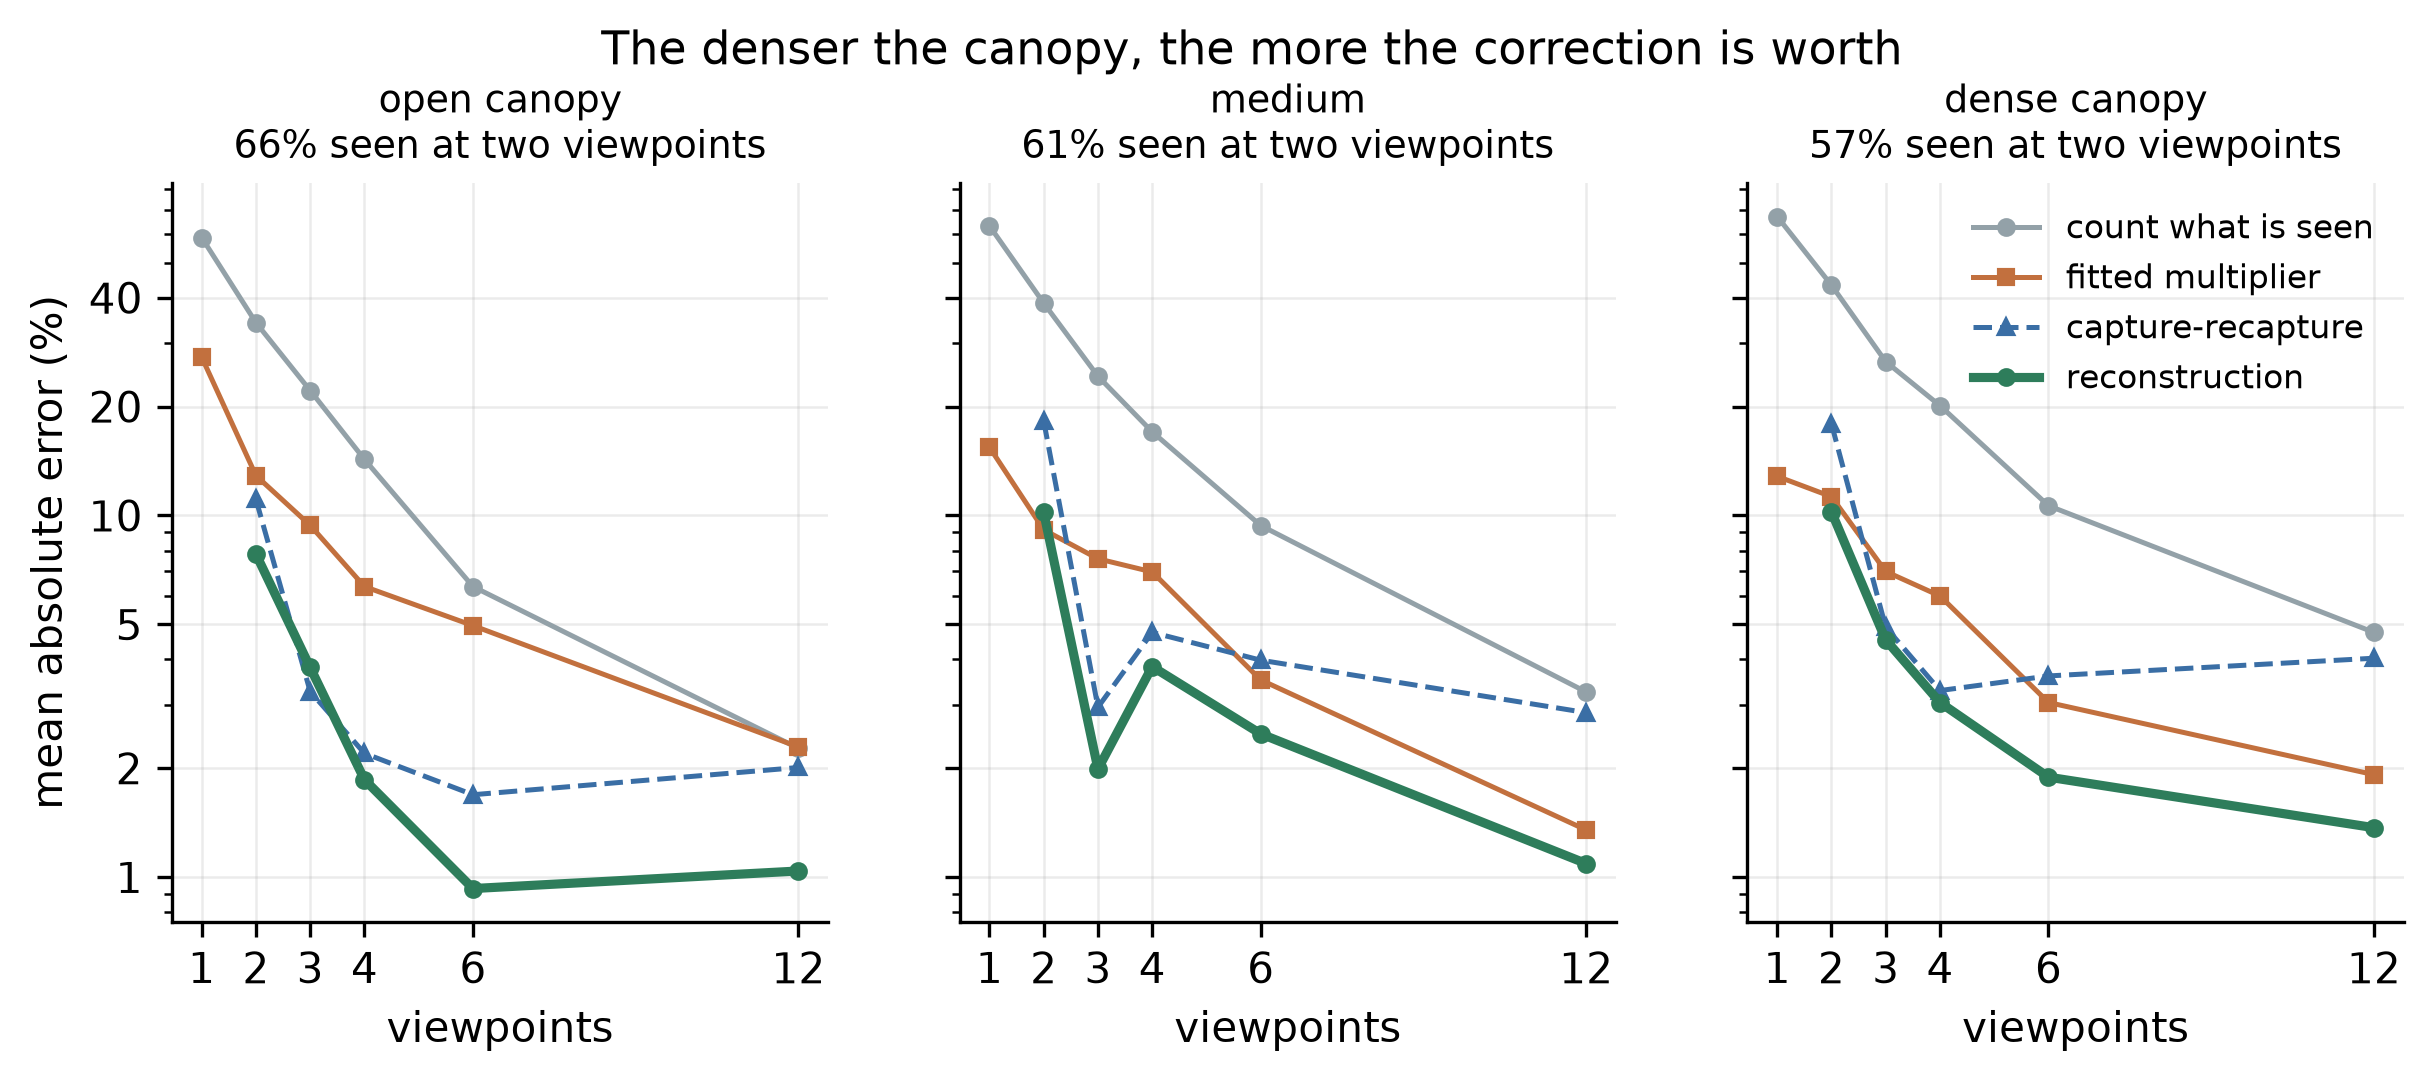 The denser the canopy, the more the correction is worth
open canopy
66% seen at two viewpoints
medium
61% seen at two viewpoints
dense canopy
57% seen at two viewpoints
mean absolute error (%)
40
20
10
5
2
1
count what is seen
fitted multiplier
capture-recapture
reconstruction
1 2 3 4 6 12
1 2 3 4 6 12
1 2 3 4 6 12
viewpoints
viewpoints
viewpoints